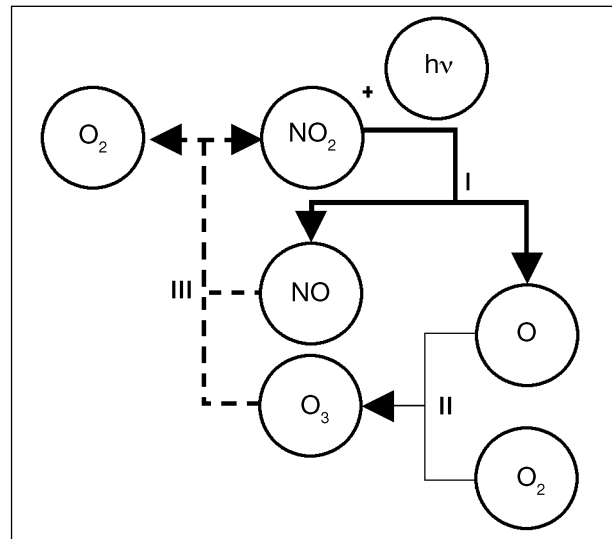 hν
+
O₂
NO₂
I
III
NO
O
O₃
II
O₂